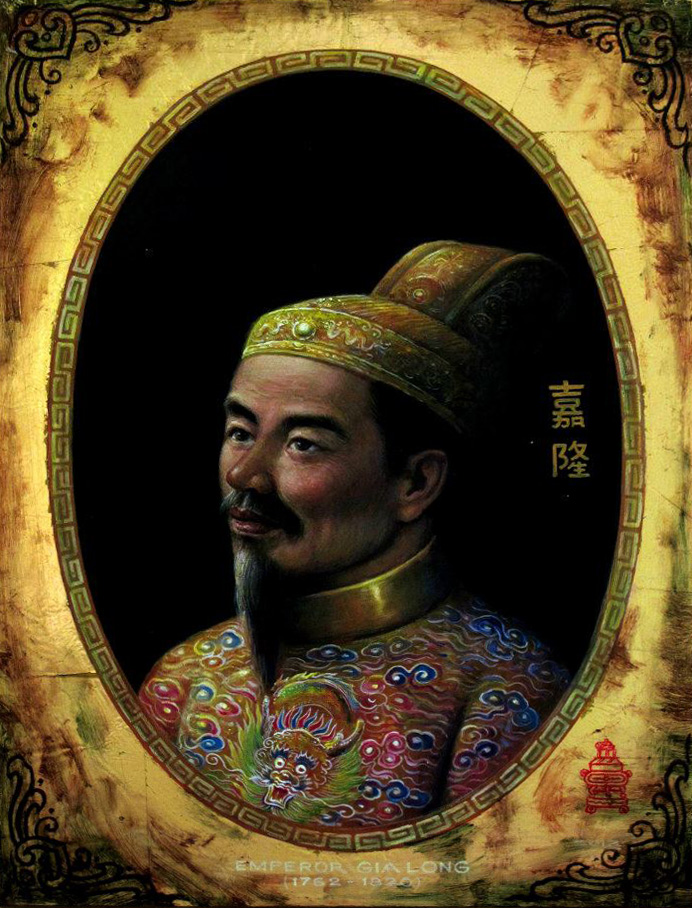 嘉
隆
EMPEROR GIA LONG
(1762-1820)